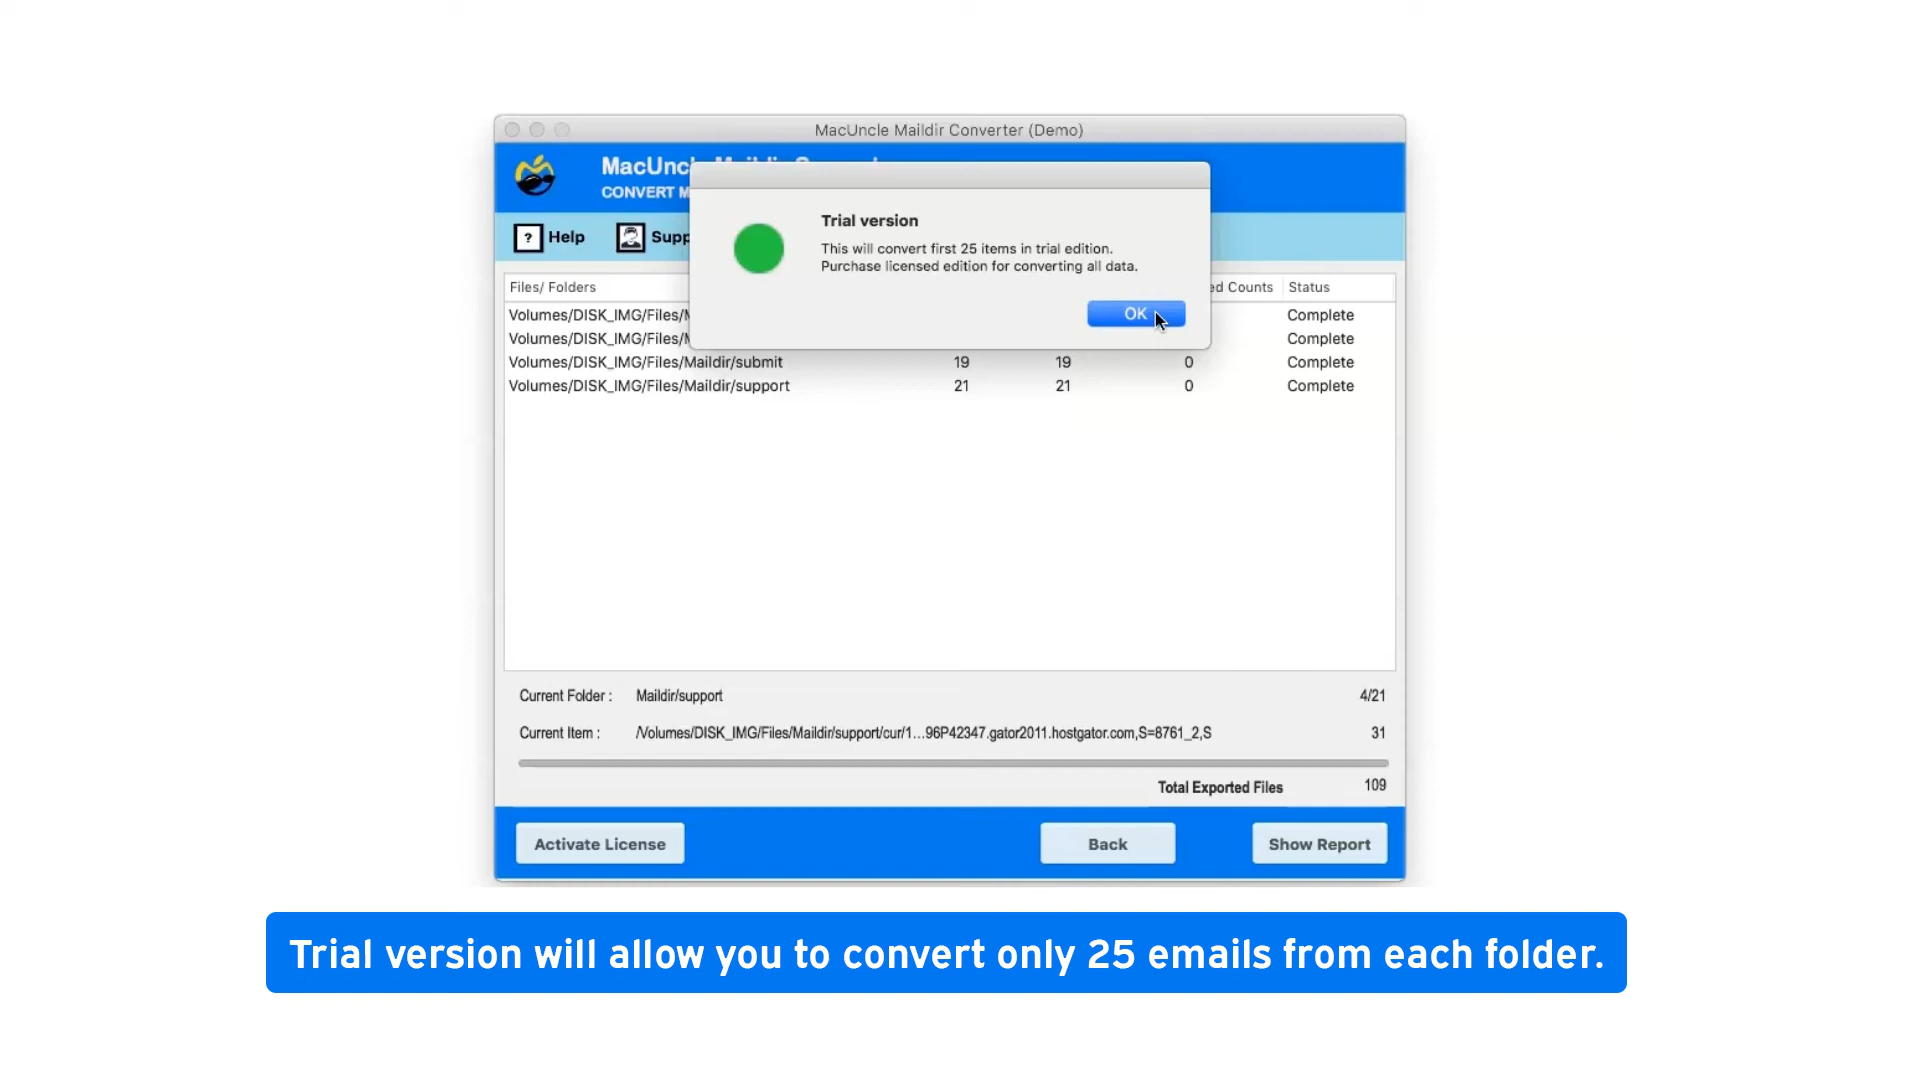 MacUncle Maildir Converter (Demo)
MacUnc
CONVERT M
Trial version
This will convert first 25 items in trial edition.
Purchase licensed edition for converting all data.
OK
? Help Supp
Files/ Folders ed Counts Status
Volumes/DISK_IMG/Files/M Complete
Volumes/DISK_IMG/Files/M Complete
Volumes/DISK_IMG/Files/Maildir/submit 19 19 0 Complete
Volumes/DISK_IMG/Files/Maildir/support 21 21 0 Complete
Current Folder : Maildir/support 4/21
Current Item : /Volumes/DISK_IMG/Files/Maildir/support/cur/1...96P42347.gator2011.hostgator.com,S=8761_2,S 31
Total Exported Files 109
Activate License Back Show Report
Trial version will allow you to convert only 25 emails from each folder.